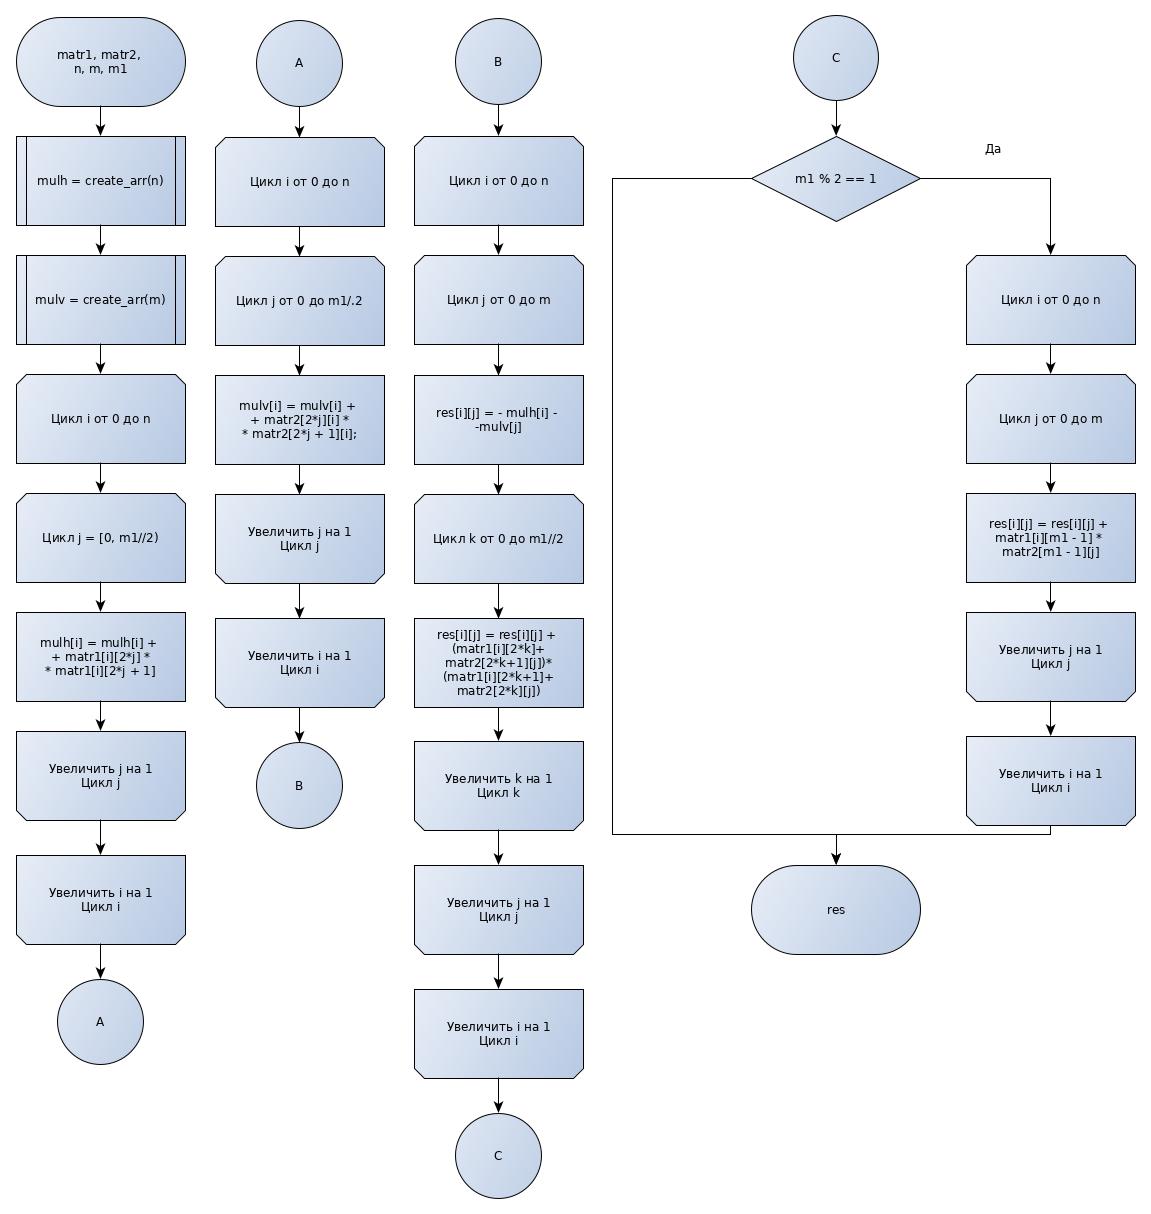 matr1, matr2,
n, m, m1
mulh = create_arr(n)
mulv = create_arr(m)
Цикл i от 0 до n
Цикл j = [0, m1//2)
mulh[i] = mulh[i] +
+ matr1[i][2*j] *
* matr1[i][2*j + 1]
Увеличить j на 1
Цикл j
Увеличить i на 1
Цикл i
A
A
Цикл i от 0 до n
Цикл j от 0 до m1/.2
mulv[i] = mulv[i] +
+ matr2[2*j][i] *
* matr2[2*j + 1][i];
Увеличить j на 1
Цикл j
Увеличить i на 1
Цикл i
B
B
Цикл i от 0 до n
Цикл j от 0 до m
res[i][j] = - mulh[i] -
-mulv[j]
Цикл k от 0 до m1//2
res[i][j] = res[i][j] +
(matr1[i][2*k]+
matr2[2*k+1][j])*
(matr1[i][2*k+1]+
matr2[2*k][j])
Увеличить k на 1
Цикл k
Увеличить j на 1
Цикл j
Увеличить i на 1
Цикл i
C
C
m1 % 2 == 1
Да
Цикл i от 0 до n
Цикл j от 0 до m
res[i][j] = res[i][j] +
matr1[i][m1 - 1] *
matr2[m1 - 1][j]
Увеличить j на 1
Цикл j
Увеличить i на 1
Цикл i
res